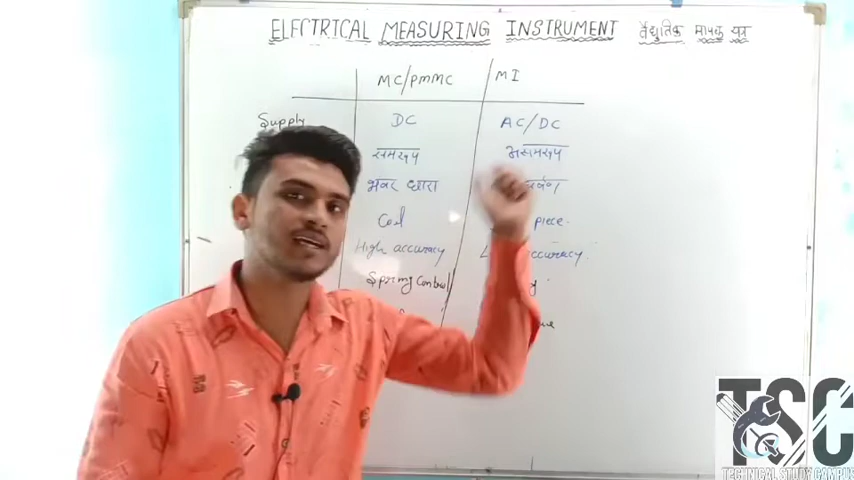 ELECTRICAL MEASURING INSTRUMENT वैधुतिक मापक यंत्र
MC/PMMC MI
Supply DC AC/DC
समरूप असमरूप
भंवर धारा
Coil piece.
High accuracy accuracy.
Spring Control
TSC
TECHNICAL STUDY CAMPUS